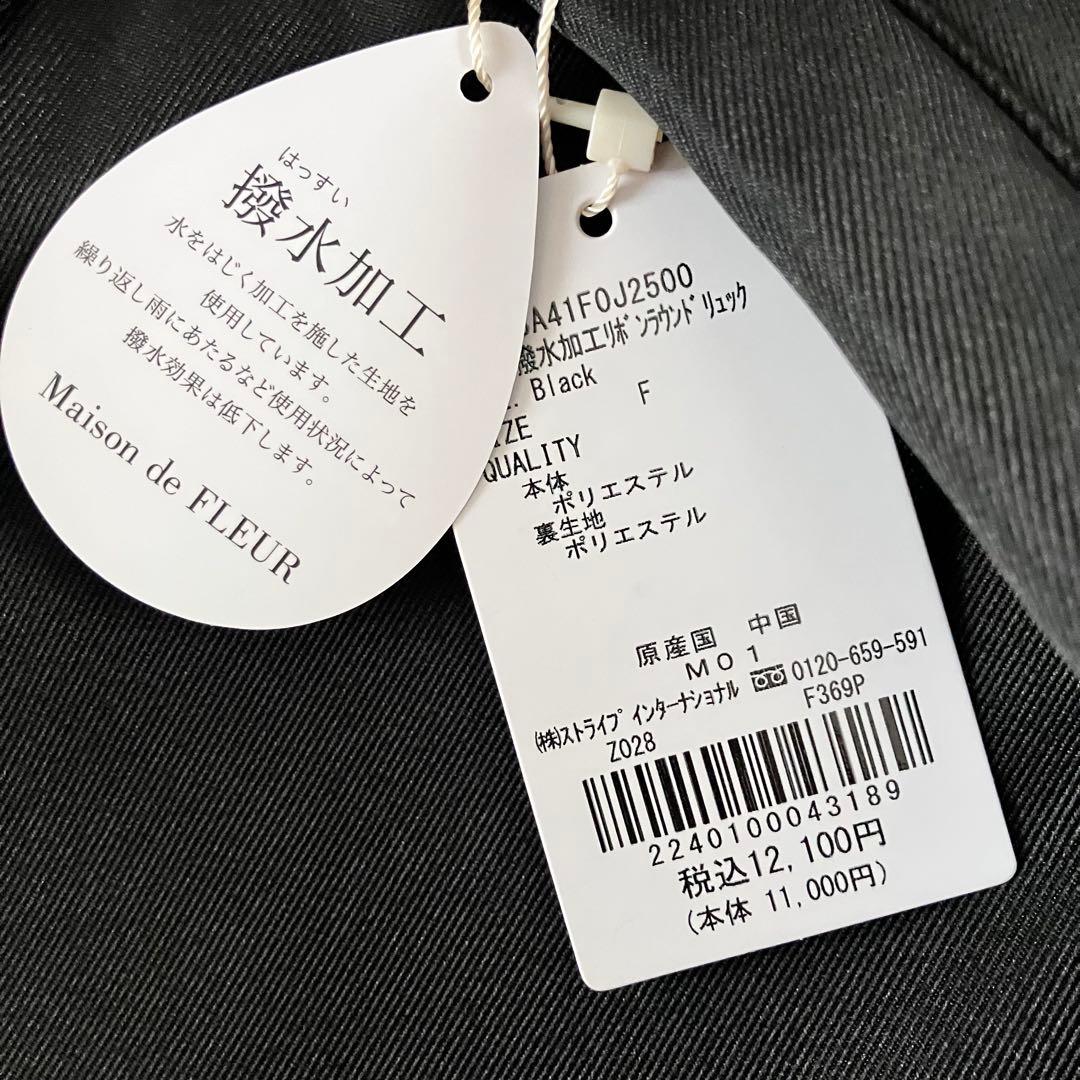 はっすい
撥水加工
水をはじく加工を施した生地を
使用しています。
繰り返し雨にあたるなど使用状況によって
撥水効果は低下します。
Maison de FLEUR
A41F0J2500
撥水加工ﾘﾎﾞﾝﾗｳﾝﾄﾞﾘｭｯｸ
Black F
IZE
QUALITY
本体
ポリエステル
裏生地
ポリエステル
原産国 中国
M01
㈱ｽﾄﾗｲﾌﾟ ｲﾝﾀｰﾅｼｮﾅﾙ 0120-659-591
Z028 F369P
2240100043189
税込12,100円
(本体 11,000円)